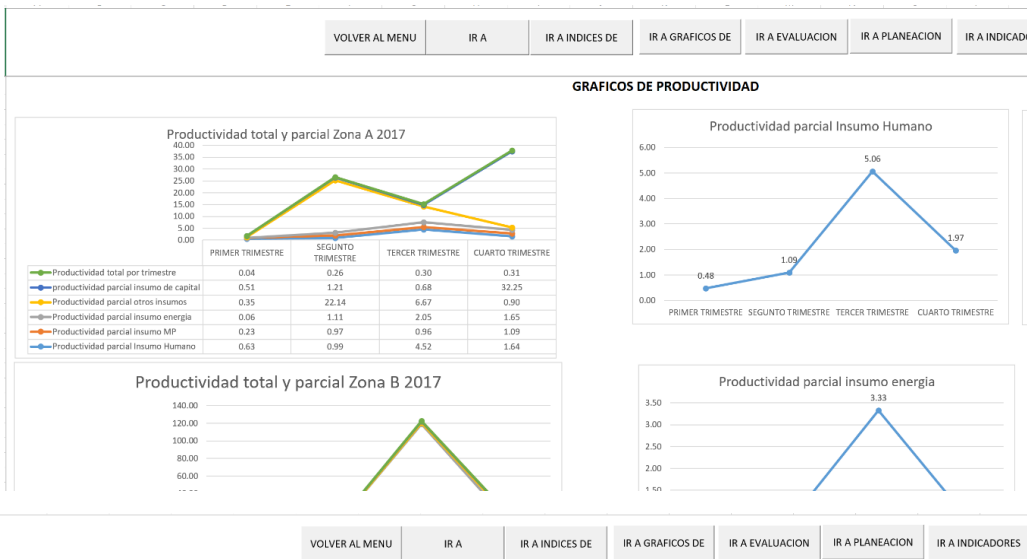 VOLVER AL MENU IR A IR A INDICES DE IR A GRAFICOS DE IR A EVALUACION IR A PLANEACION IR A INDICADO
GRAFICOS DE PRODUCTIVIDAD
Productividad total y parcial Zona A 2017
40.00
35.00
30.00
25.00
20.00
15.00
10.00
5.00
0.00
PRIMER TRIMESTRE SEGUNTO TRIMESTRE TERCER TRIMESTRE CUARTO TRIMESTRE
Productividad total por trimestre 0.04 0.26 0.30 0.31
productividad parcial insumo de capital 0.51 1.21 0.68 32.25
Productividad parcial otros insumos 0.35 22.14 6.67 0.90
Productividad parcial insumo energia 0.06 1.11 2.05 1.65
Productividad parcial insumo MP 0.23 0.97 0.96 1.09
Productividad parcial Insumo Humano 0.63 0.99 4.52 1.64
Productividad parcial Insumo Humano
6.00
5.00
4.00
3.00
2.00
1.00
0.00
0.48
1.09
5.06
1.97
PRIMER TRIMESTRE SEGUNTO TRIMESTRE TERCER TRIMESTRE CUARTO TRIMESTRE
Productividad total y parcial Zona B 2017
140.00
120.00
100.00
80.00
60.00
Productividad parcial insumo energia
3.50
3.00
2.50
2.00
1.50
3.33
VOLVER AL MENU IR A IR A INDICES DE IR A GRAFICOS DE IR A EVALUACION IR A PLANEACION IR A INDICADORES